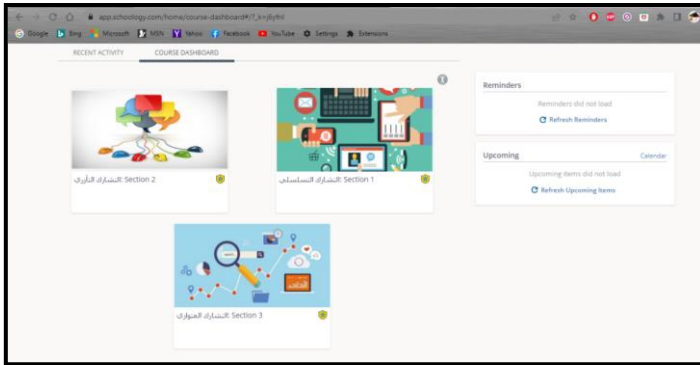 app.schoology.com/home/course-dashboard#/?_k=j6yfitl
Google Bing Microsoft MSN Yahoo Facebook YouTube Settings Extensions
RECENT ACTIVITY COURSE DASHBOARD
Reminders
Reminders did not load
Refresh Reminders
Upcoming Calendar
Upcoming items did not load
Refresh Upcoming Items
التشارك التأزري: Section 2
التشارك التسلسلي: Section 1
التشارك المتوازي: Section 3